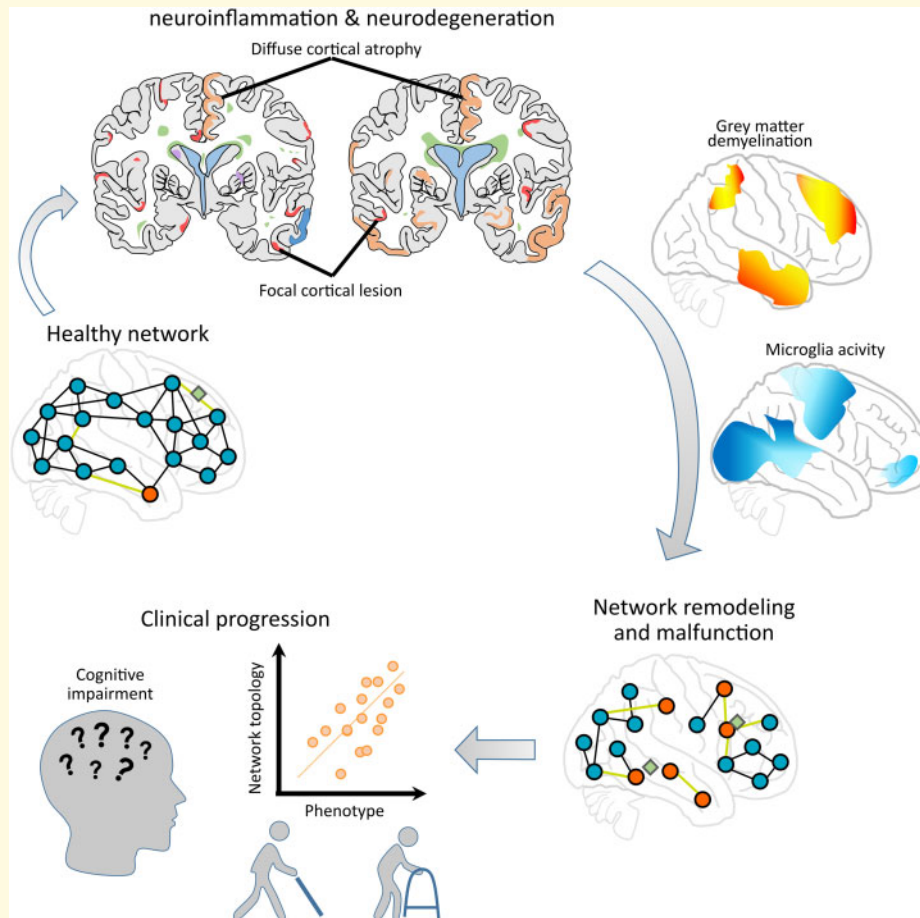 neuroinflammation & neurodegeneration
Diffuse cortical atrophy
Grey matter
demyelination
Focal cortical lesion
Healthy network
Microglia acivity
Network remodeling
and malfunction
Clinical progression
Cognitive
impairment
? ? ? ? ? ? ?
Network topology
Phenotype